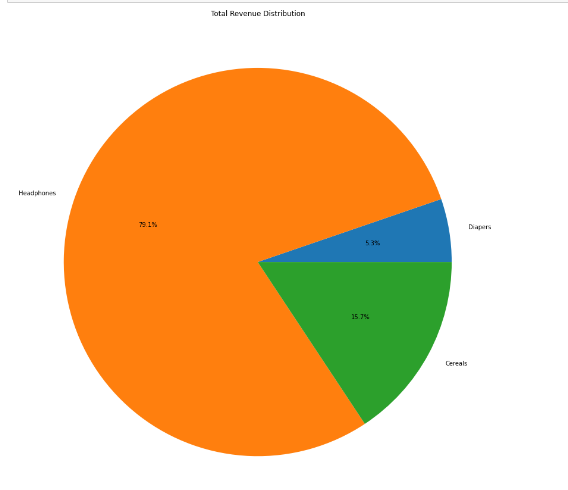 Total Revenue Distribution
Headphones
79.1%
Diapers
5.3%
15.7%
Cereals